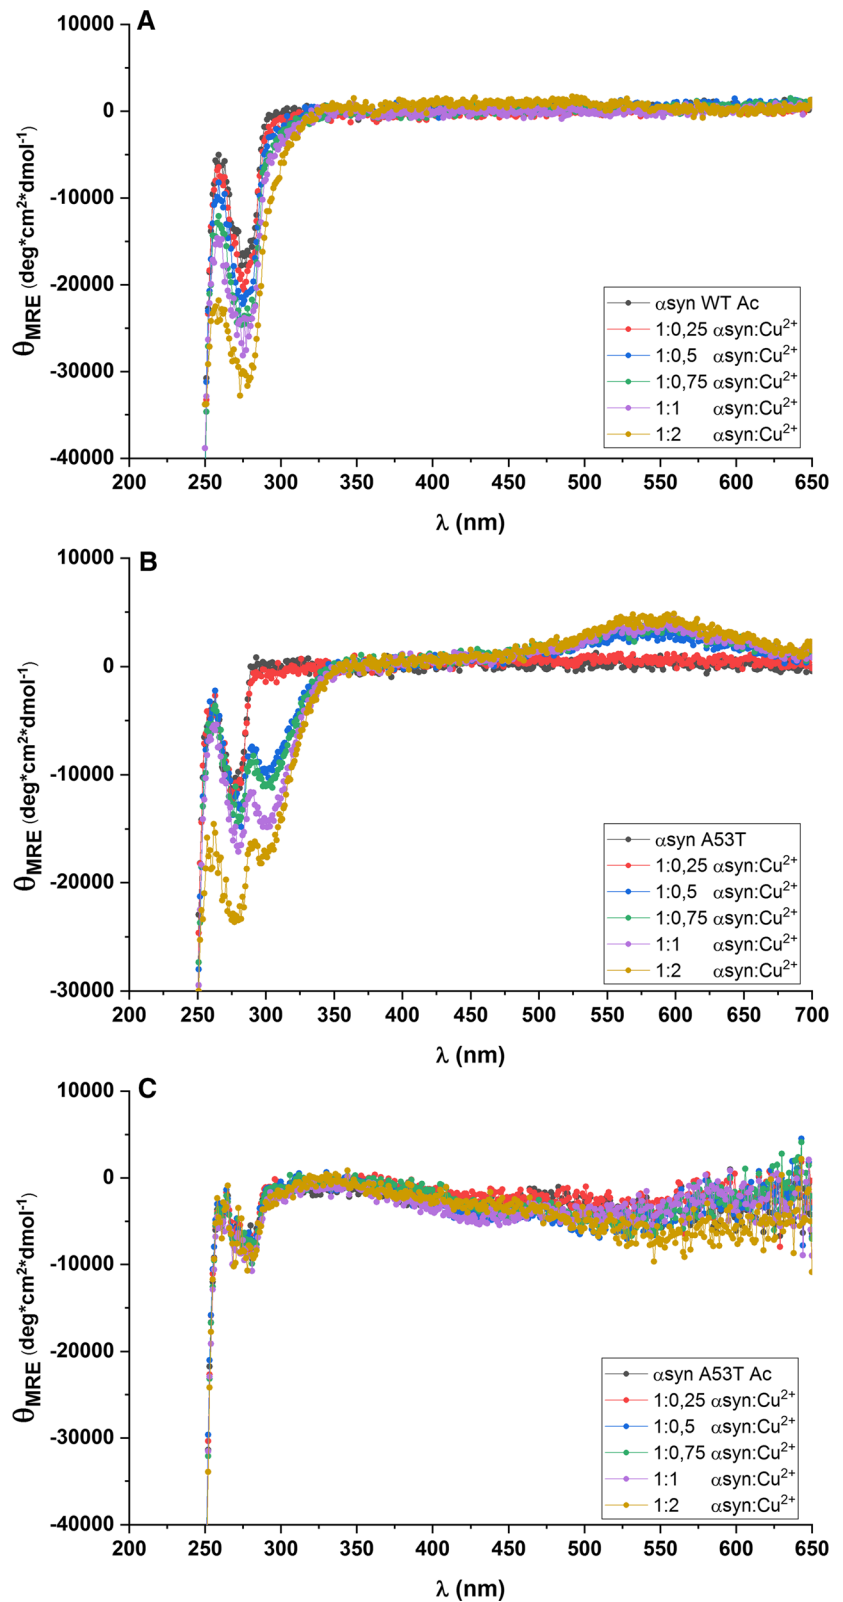 A
10000
0
-10000
-20000
-30000
-40000
θMRE (deg*cm²*dmol⁻¹)
αsyn WT Ac
1:0,25 αsyn:Cu²⁺
1:0,5 αsyn:Cu²⁺
1:0,75 αsyn:Cu²⁺
1:1 αsyn:Cu²⁺
1:2 αsyn:Cu²⁺
200 250 300 350 400 450 500 550 600 650
λ (nm)
B
10000
0
-10000
-20000
-30000
θMRE (deg*cm²*dmol⁻¹)
αsyn A53T
1:0,25 αsyn:Cu²⁺
1:0,5 αsyn:Cu²⁺
1:0,75 αsyn:Cu²⁺
1:1 αsyn:Cu²⁺
1:2 αsyn:Cu²⁺
200 250 300 350 400 450 500 550 600 650 700
λ (nm)
C
10000
0
-10000
-20000
-30000
-40000
θMRE (deg*cm²*dmol⁻¹)
αsyn A53T Ac
1:0,25 αsyn:Cu²⁺
1:0,5 αsyn:Cu²⁺
1:0,75 αsyn:Cu²⁺
1:1 αsyn:Cu²⁺
1:2 αsyn:Cu²⁺
200 250 300 350 400 450 500 550 600 650
λ (nm)